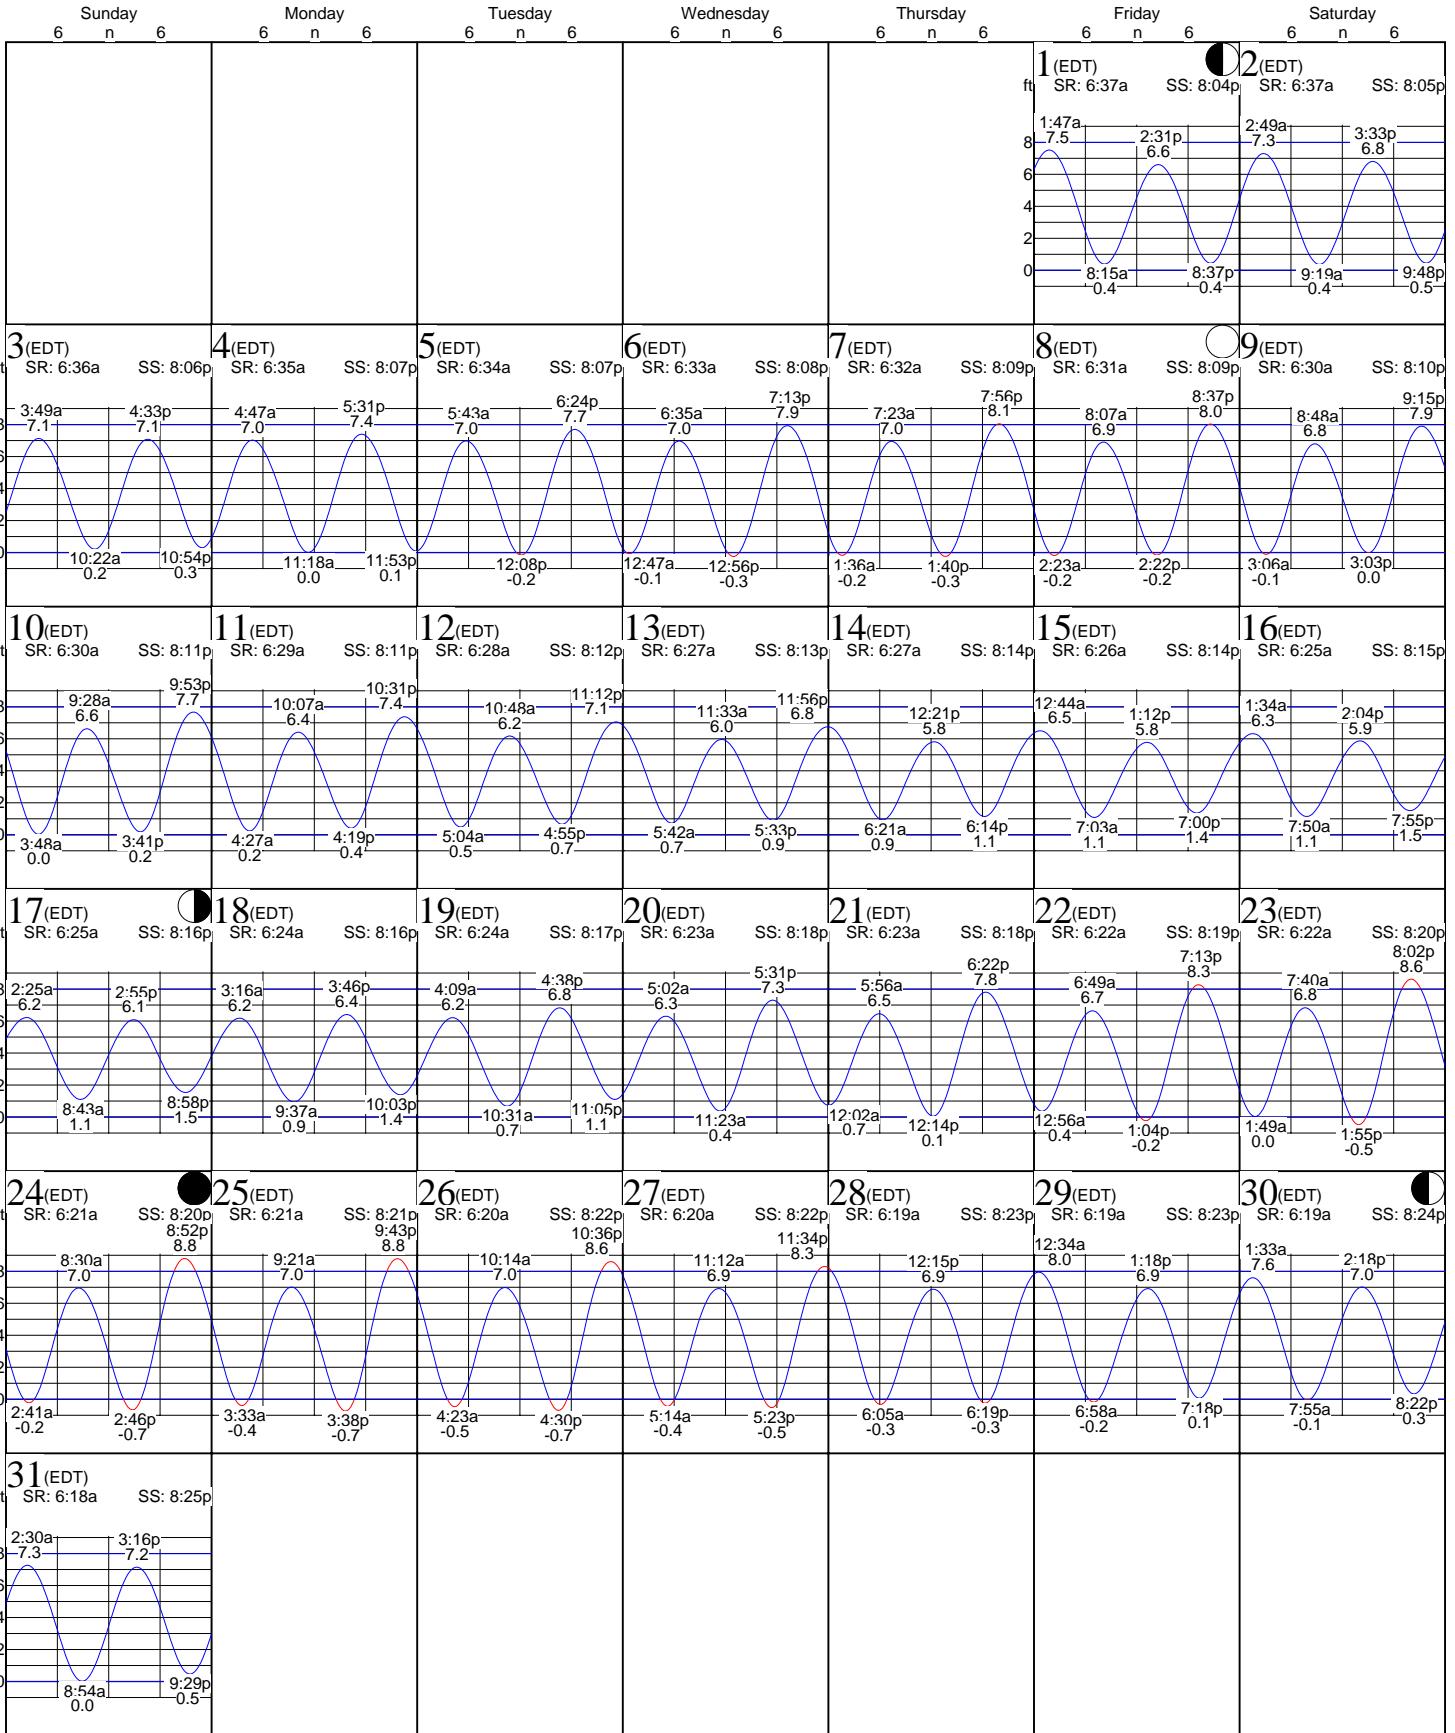 Sunday Monday Tuesday Wednesday Thursday Friday Saturday
6 n 6 6 n 6 6 n 6 6 n 6 6 n 6 6 n 6 6 n 6
1(EDT) 2(EDT)
ft SR: 6:37a SS: 8:04p SR: 6:37a SS: 8:05p
1:47a 2:31p 2:49a 3:33p
7.5 6.6 7.3 6.8
8
6
4
2
0
8:15a 8:37p 9:19a 9:48p
0.4 0.4 0.4 0.5
3(EDT) 4(EDT) 5(EDT) 6(EDT) 7(EDT) 8(EDT) 9(EDT)
SR: 6:36a SS: 8:06p SR: 6:35a SS: 8:07p SR: 6:34a SS: 8:07p SR: 6:33a SS: 8:08p SR: 6:32a SS: 8:09p SR: 6:31a SS: 8:09p SR: 6:30a SS: 8:10p
3:49a 4:33p 4:47a 5:31p 5:43a 6:24p 6:35a 7:13p 7:23a 7:56p 8:07a 8:37p 8:48a 9:15p
7.1 7.1 7.0 7.4 7.0 7.7 7.0 7.9 7.0 8.1 6.9 8.0 6.8 7.9
10:22a 10:54p 11:18a 11:53p 12:08p 12:47a 12:56p 1:36a 1:40p 2:23a 2:22p 3:06a 3:03p
0.2 0.3 0.0 0.1 -0.2 -0.1 -0.3 -0.2 -0.3 -0.2 -0.2 -0.1 0.0
10(EDT) 11(EDT) 12(EDT) 13(EDT) 14(EDT) 15(EDT) 16(EDT)
SR: 6:30a SS: 8:11p SR: 6:29a SS: 8:11p SR: 6:28a SS: 8:12p SR: 6:27a SS: 8:13p SR: 6:27a SS: 8:14p SR: 6:26a SS: 8:14p SR: 6:25a SS: 8:15p
9:28a 9:53p 10:07a 10:31p 10:48a 11:12p 11:33a 11:56p 12:21p 12:44a 1:12p 1:34a 2:04p
6.6 7.7 6.4 7.4 6.2 7.1 6.0 6.8 5.8 6.5 5.8 6.3 5.9
3:48a 3:41p 4:27a 4:19p 5:04a 4:55p 5:42a 5:33p 6:21a 6:14p 7:03a 7:00p 7:50a 7:55p
0.0 0.2 0.2 0.4 0.5 0.7 0.7 0.9 0.9 1.1 1.1 1.4 1.1 1.5
17(EDT) 18(EDT) 19(EDT) 20(EDT) 21(EDT) 22(EDT) 23(EDT)
SR: 6:25a SS: 8:16p SR: 6:24a SS: 8:16p SR: 6:24a SS: 8:17p SR: 6:23a SS: 8:18p SR: 6:23a SS: 8:18p SR: 6:22a SS: 8:19p SR: 6:22a SS: 8:20p
2:25a 2:55p 3:16a 3:46p 4:09a 4:38p 5:02a 5:31p 5:56a 6:22p 6:49a 7:13p 7:40a 8:02p
6.2 6.1 6.2 6.4 6.2 6.8 6.3 7.3 6.5 7.8 6.7 8.3 6.8 8.6
8:43a 8:58p 9:37a 10:03p 10:31a 11:05p 11:23a 12:02a 12:14p 12:56a 1:04p 1:49a 1:55p
1.1 1.5 0.9 1.4 0.7 1.1 0.4 0.7 0.1 0.4 -0.2 0.0 -0.5
24(EDT) 25(EDT) 26(EDT) 27(EDT) 28(EDT) 29(EDT) 30(EDT)
SR: 6:21a SS: 8:20p SR: 6:21a SS: 8:21p SR: 6:20a SS: 8:22p SR: 6:20a SS: 8:22p SR: 6:19a SS: 8:23p SR: 6:19a SS: 8:23p SR: 6:19a SS: 8:24p
8:30a 8:52p 9:21a 9:43p 10:14a 10:36p 11:12a 11:34p 12:15p 12:34a 1:18p 1:33a 2:18p
7.0 8.8 7.0 8.8 7.0 8.6 6.9 8.3 6.9 8.0 6.9 7.6 7.0
2:41a 2:46p 3:33a 3:38p 4:23a 4:30p 5:14a 5:23p 6:05a 6:19p 6:58a 7:18p 7:55a 8:22p
-0.2 -0.7 -0.4 -0.7 -0.5 -0.7 -0.4 -0.5 -0.3 -0.3 -0.2 0.1 -0.1 0.3
31(EDT)
SR: 6:18a SS: 8:25p
2:30a 3:16p
7.3 7.2
8:54a 9:29p
0.0 0.5